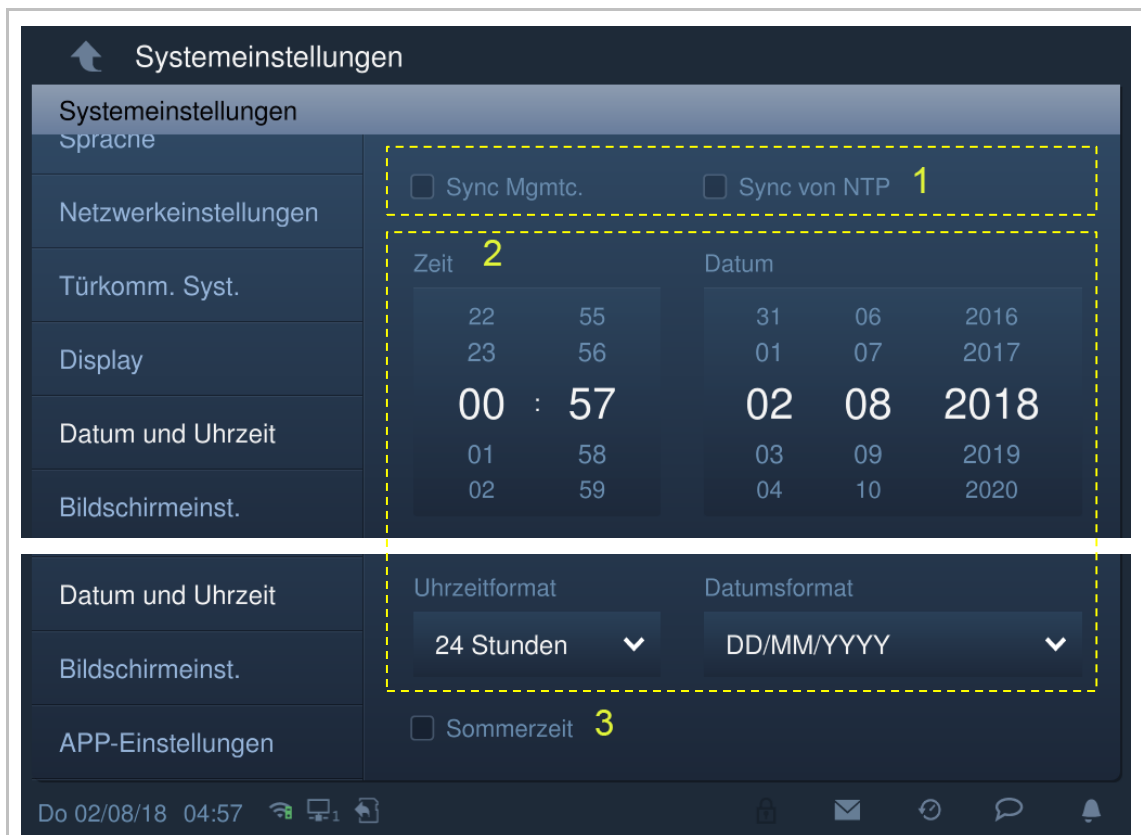 Systemeinstellungen
Systemeinstellungen
Sprache
Sync Mgmtc. Sync von NTP 1
Netzwerkeinstellungen
Zeit 2 Datum
Türkomm. Syst.
22 55 31 06 2016
23 56 01 07 2017
Display
00 : 57 02 08 2018
Datum und Uhrzeit
01 58 03 09 2019
02 59 04 10 2020
Bildschirmeinst.
Datum und Uhrzeit
Uhrzeitformat Datumsformat
24 Stunden DD/MM/YYYY
Bildschirmeinst.
Sommerzeit 3
APP-Einstellungen
Do 02/08/18 04:57 1